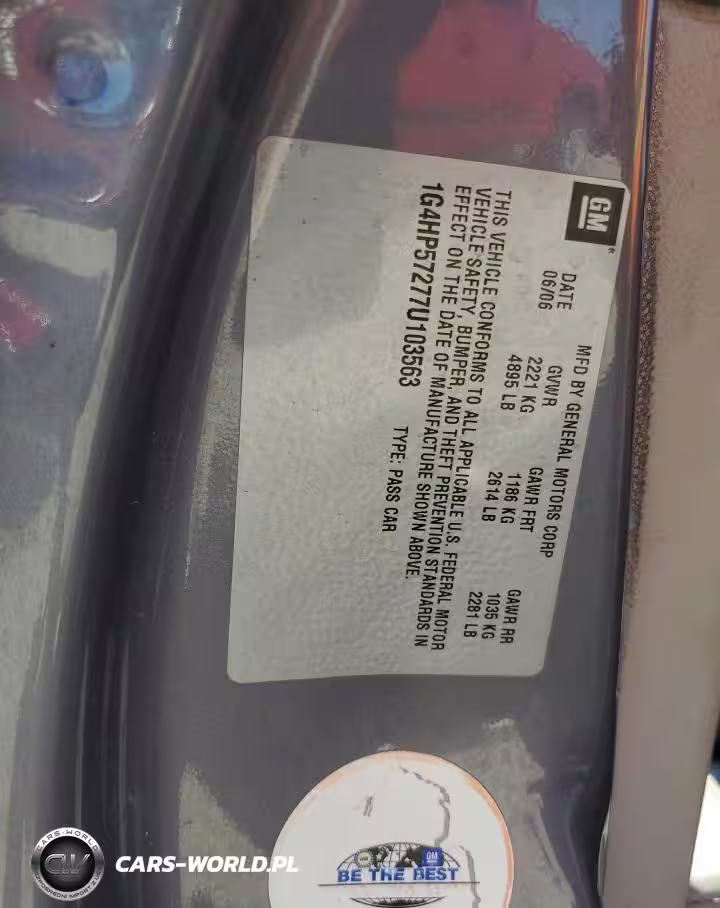 GM
MFD BY GENERAL MOTORS CORP
DATE GVWR GAWR FRT GAWR RR
06/06 2221 KG 1186 KG 1035 KG
4895 LB 2614 LB 2281 LB
THIS VEHICLE CONFORMS TO ALL APPLICABLE U.S. FEDERAL MOTOR
VEHICLE SAFETY, BUMPER, AND THEFT PREVENTION STANDARDS IN
EFFECT ON THE DATE OF MANUFACTURE SHOWN ABOVE.
1G4HP57277U103563 TYPE: PASS CAR
GM
BE THE BEST
CARS-WORLD
CW
CARS-WORLD.PL